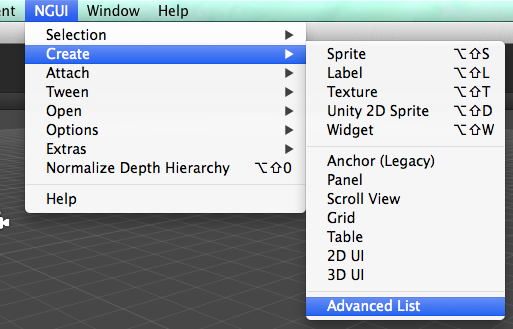 ent NGUI Window Help
Selection
Create
Attach
Tween
Open
Options
Extras
Normalize Depth Hierarchy ⌥⇧0
Help
Sprite ⌥⇧S
Label ⌥⇧L
Texture ⌥⇧T
Unity 2D Sprite ⌥⇧D
Widget ⌥⇧W
Anchor (Legacy)
Panel
Scroll View
Grid
Table
2D UI
3D UI
Advanced List